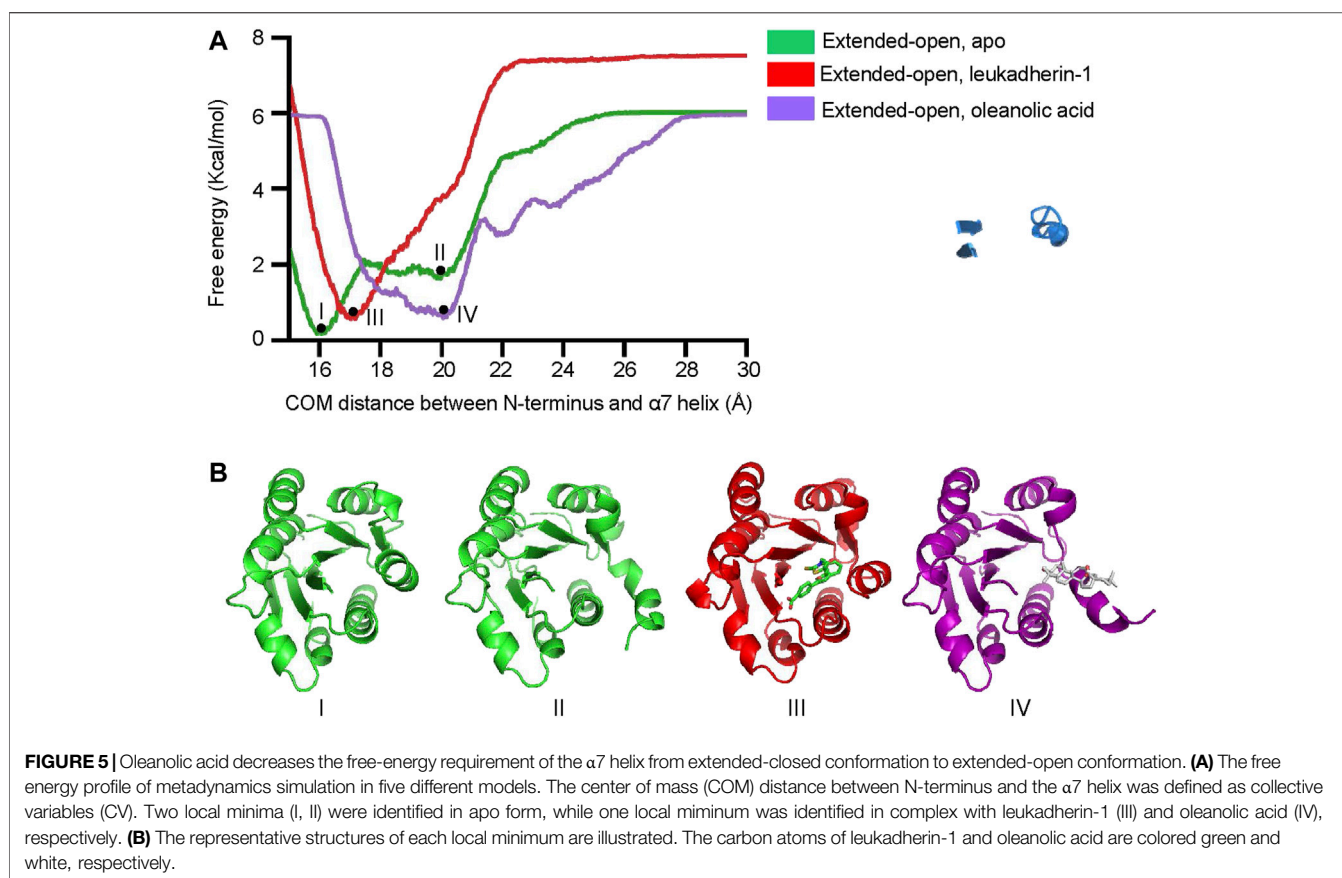 A
8
6
4
2
0
Free energy (Kcal/mol)
I
II
III
IV
16 18 20 22 24 26 28 30
COM distance between N-terminus and α7 helix (Å)
Extended-open, apo
Extended-open, leukadherin-1
Extended-open, oleanolic acid
B
I II III IV
FIGURE 5 | Oleanolic acid decreases the free-energy requirement of the α7 helix from extended-closed conformation to extended-open conformation. (A) The free
energy profile of metadynamics simulation in five different models. The center of mass (COM) distance between N-terminus and the α7 helix was defined as collective
variables (CV). Two local minima (I, II) were identified in apo form, while one local miminum was identified in complex with leukadherin-1 (III) and oleanolic acid (IV),
respectively. (B) The representative structures of each local minimum are illustrated. The carbon atoms of leukadherin-1 and oleanolic acid are colored green and
white, respectively.